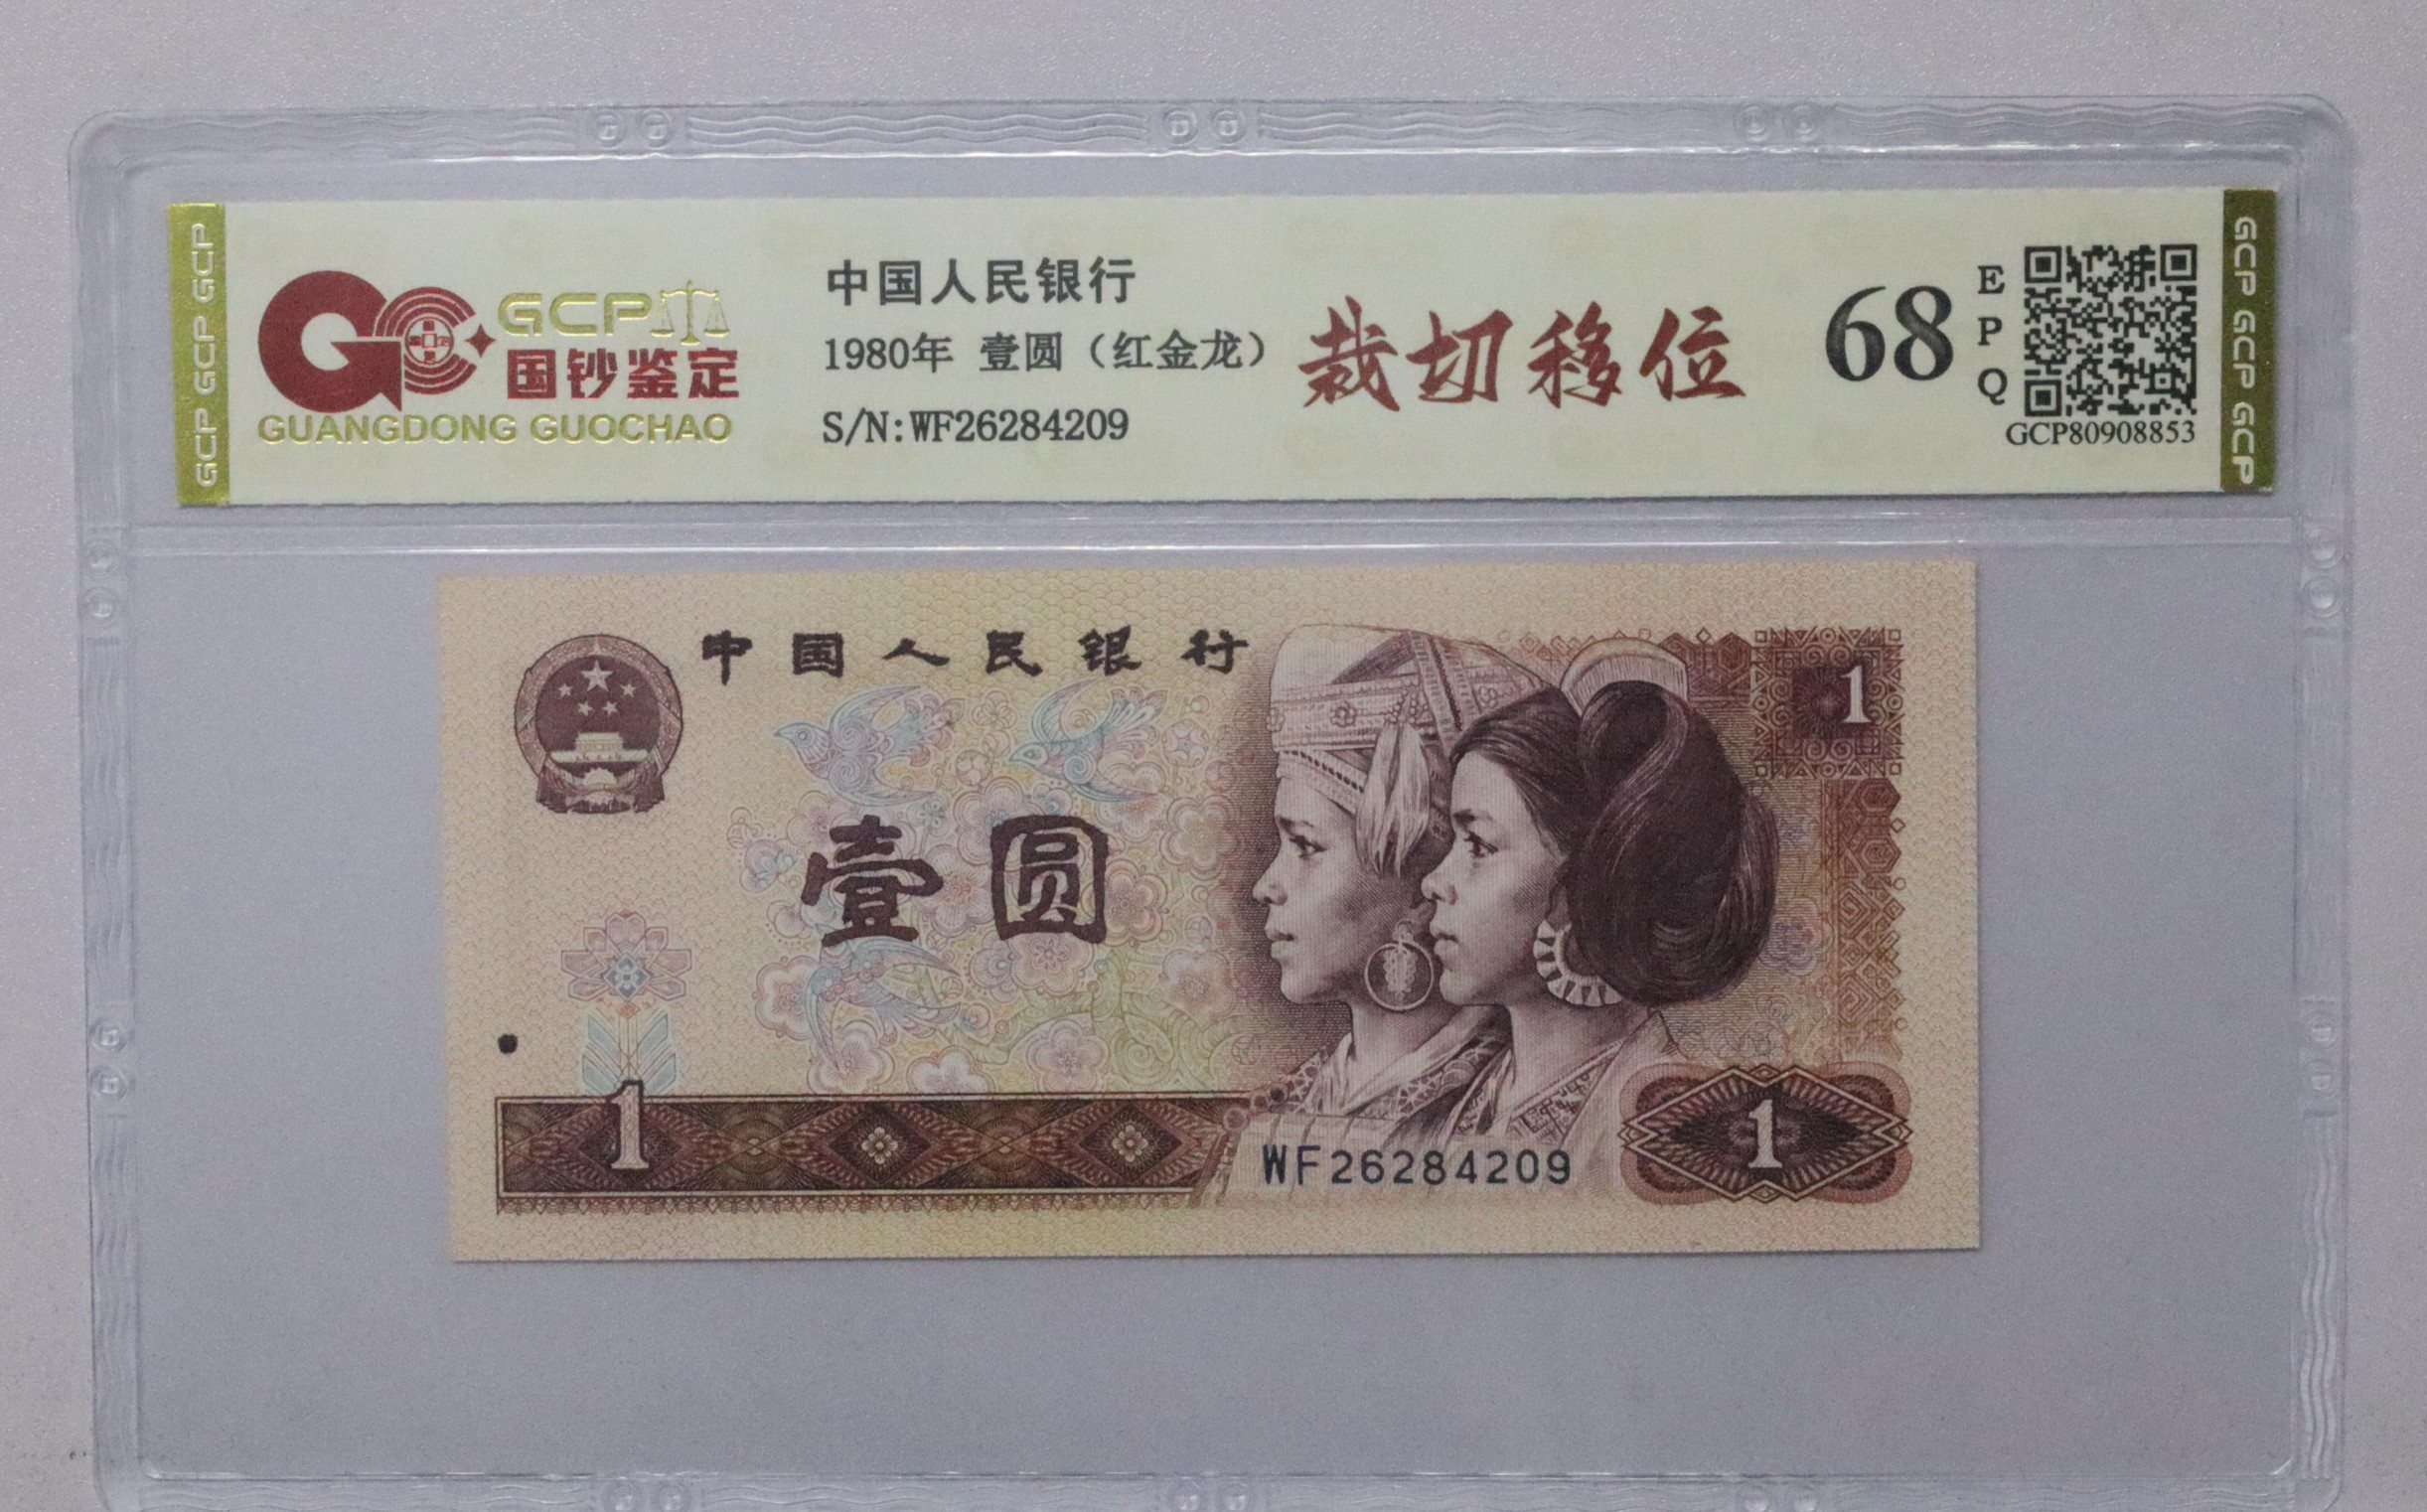 GCP GCP GCP
GCP
国钞鉴定
GUANGDONG GUOCHAO
中国人民银行
1980年 壹圆（红金龙）
S/N:WF26284209
裁切移位
68
EPQ
GCP80908853
GCP GCP GCP
中国人民银行
1
壹圆
1
WF26284209
1